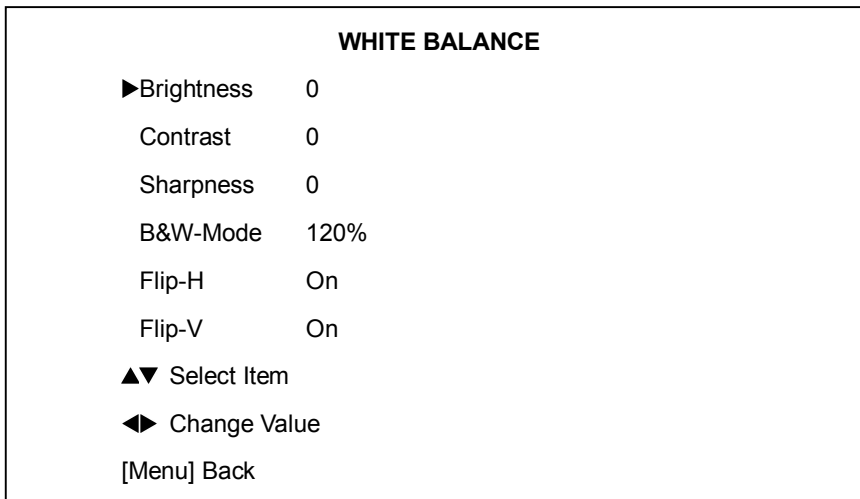 WHITE BALANCE
▶Brightness 0
Contrast 0
Sharpness 0
B&W-Mode 120%
Flip-H On
Flip-V On
▲▼ Select Item
◀▶ Change Value
[Menu] Back